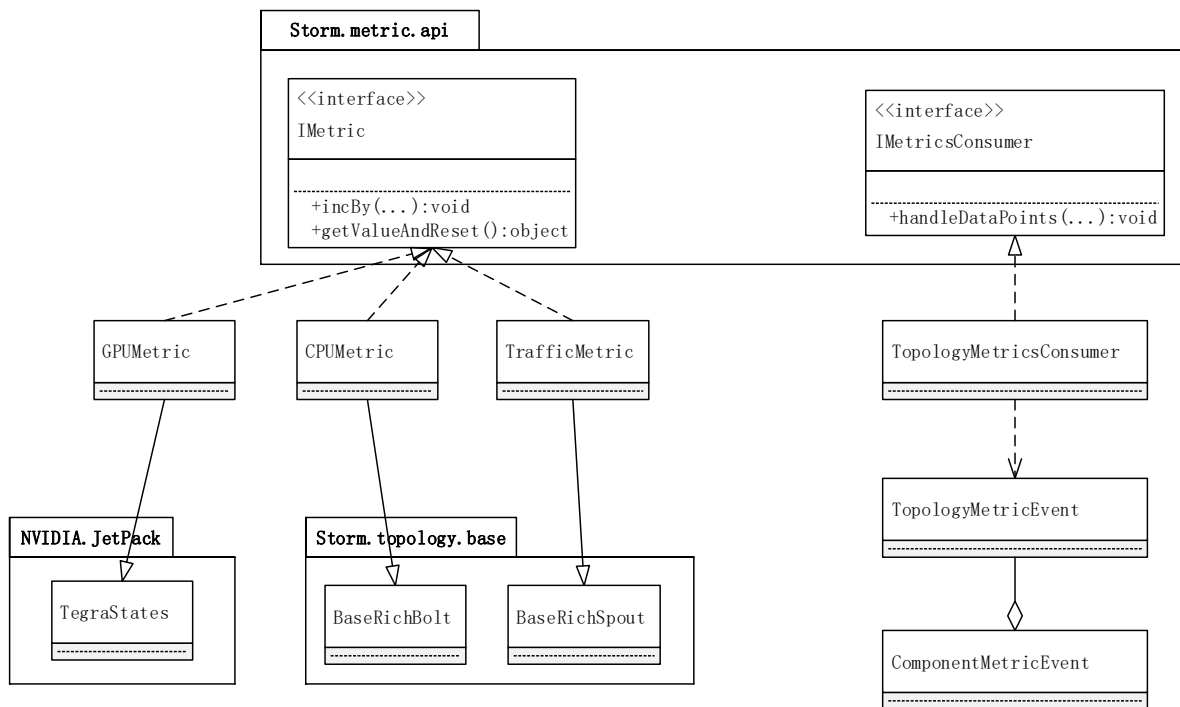 Storm.metric.api
<<interface>>
IMetric
+incBy(...):void
+getValueAndReset():object
<<interface>>
IMetricsConsumer
+handleDataPoints(...):void
GPUMetric
CPUMetric
TrafficMetric
TopologyMetricsConsumer
TopologyMetricEvent
NVIDIA.JetPack
TegraStates
Storm.topology.base
BaseRichBolt
BaseRichSpout
ComponentMetricEvent